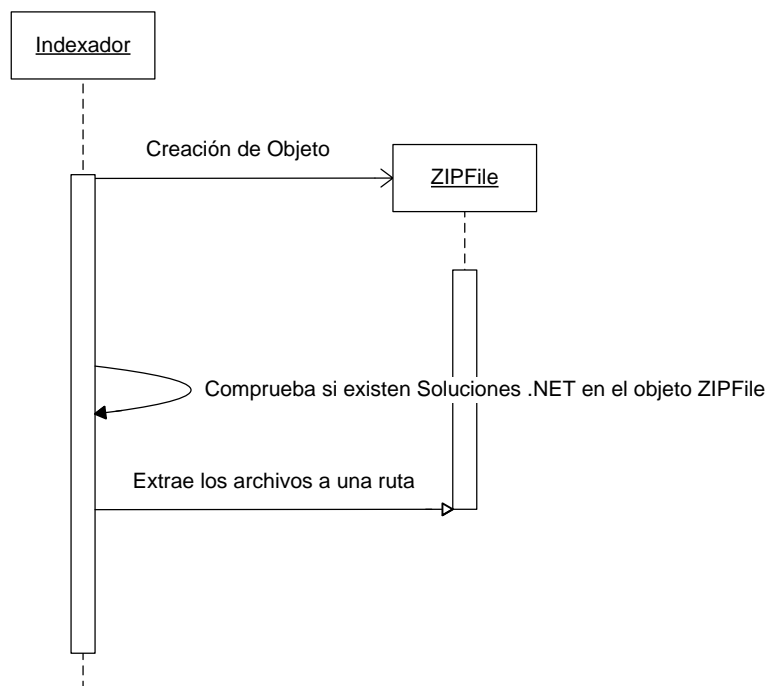 Indexador
Creación de Objeto
ZIPFile
Comprueba si existen Soluciones .NET en el objeto ZIPFile
Extrae los archivos a una ruta